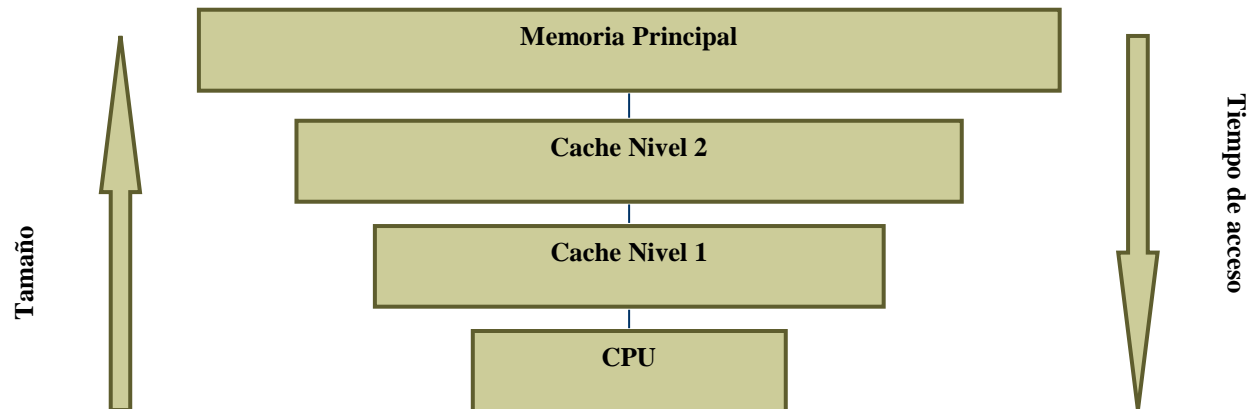 Memoria Principal
Cache Nivel 2
Cache Nivel 1
CPU
Tamaño
Tiempo de acceso